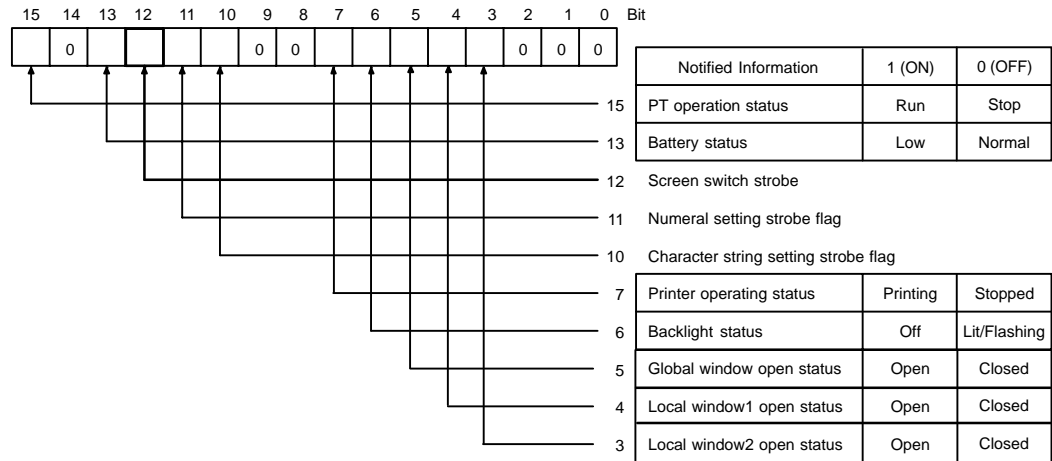 15 14 13 12 11 10 9 8 7 6 5 4 3 2 1 0 Bit
0 0 0 0 0 0
Notified Information 1 (ON) 0 (OFF)
15 PT operation status Run Stop
13 Battery status Low Normal
12 Screen switch strobe
11 Numeral setting strobe flag
10 Character string setting strobe flag
7 Printer operating status Printing Stopped
6 Backlight status Off Lit/Flashing
5 Global window open status Open Closed
4 Local window1 open status Open Closed
3 Local window2 open status Open Closed